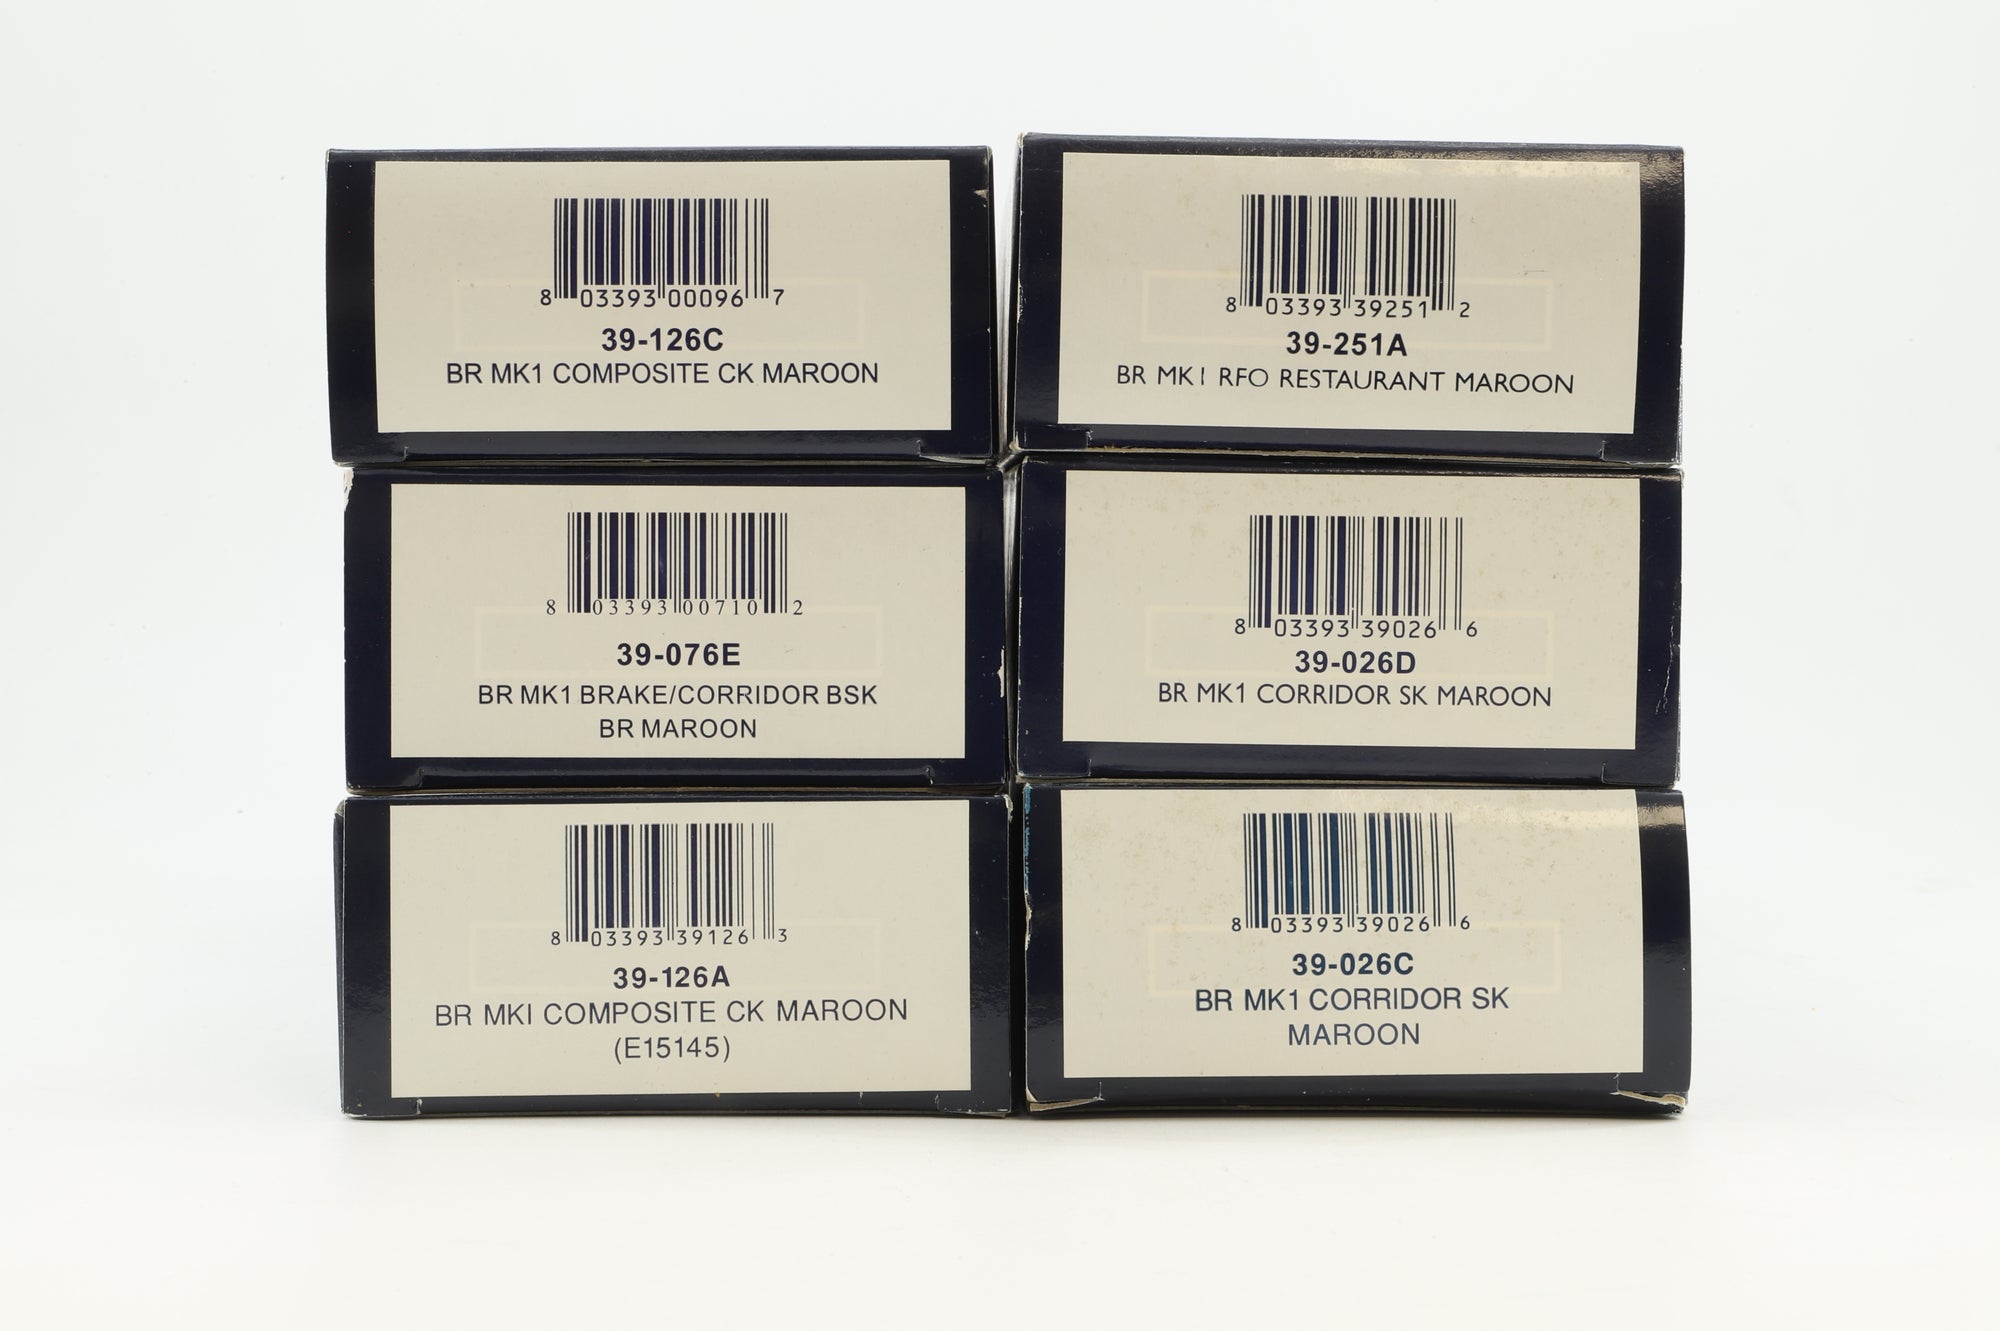 8 03393 00096 7
39-126C
BR MK1 COMPOSITE CK MAROON
8 03393 39251 2
39-251A
BR MK1 RFO RESTAURANT MAROON
8 03393 00710 2
39-076E
BR MK1 BRAKE/CORRIDOR BSK
BR MAROON
8 03393 39026 6
39-026D
BR MK1 CORRIDOR SK MAROON
8 03393 39126 3
39-126A
BR MKI COMPOSITE CK MAROON
(E15145)
8 03393 39026 6
39-026C
BR MK1 CORRIDOR SK
MAROON